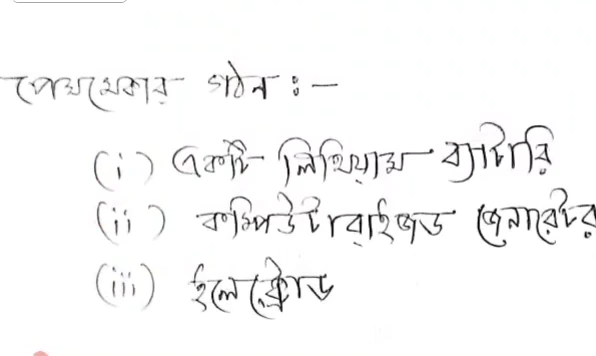 পেসমেকার গঠন :-
(i) একটি লিথিয়াম ব্যাটারি
(ii) কম্পিউটারাইজড জেনারেটর
(iii) ইলেক্ট্রোড